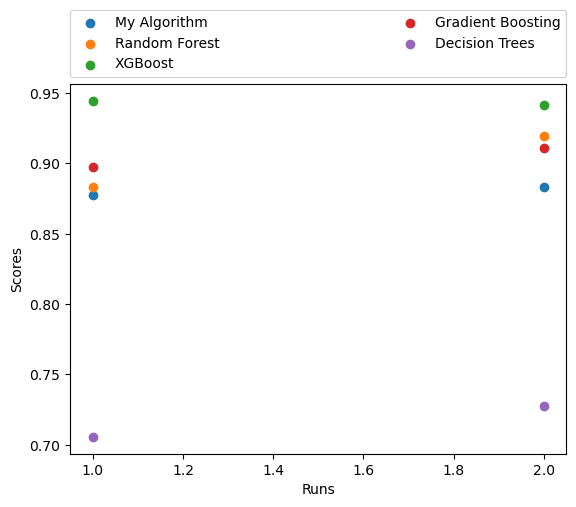 My Algorithm
Random Forest
XGBoost
Gradient Boosting
Decision Trees
0.95
0.90
0.85
0.80
0.75
0.70
Scores
1.0 1.2 1.4 1.6 1.8 2.0
Runs